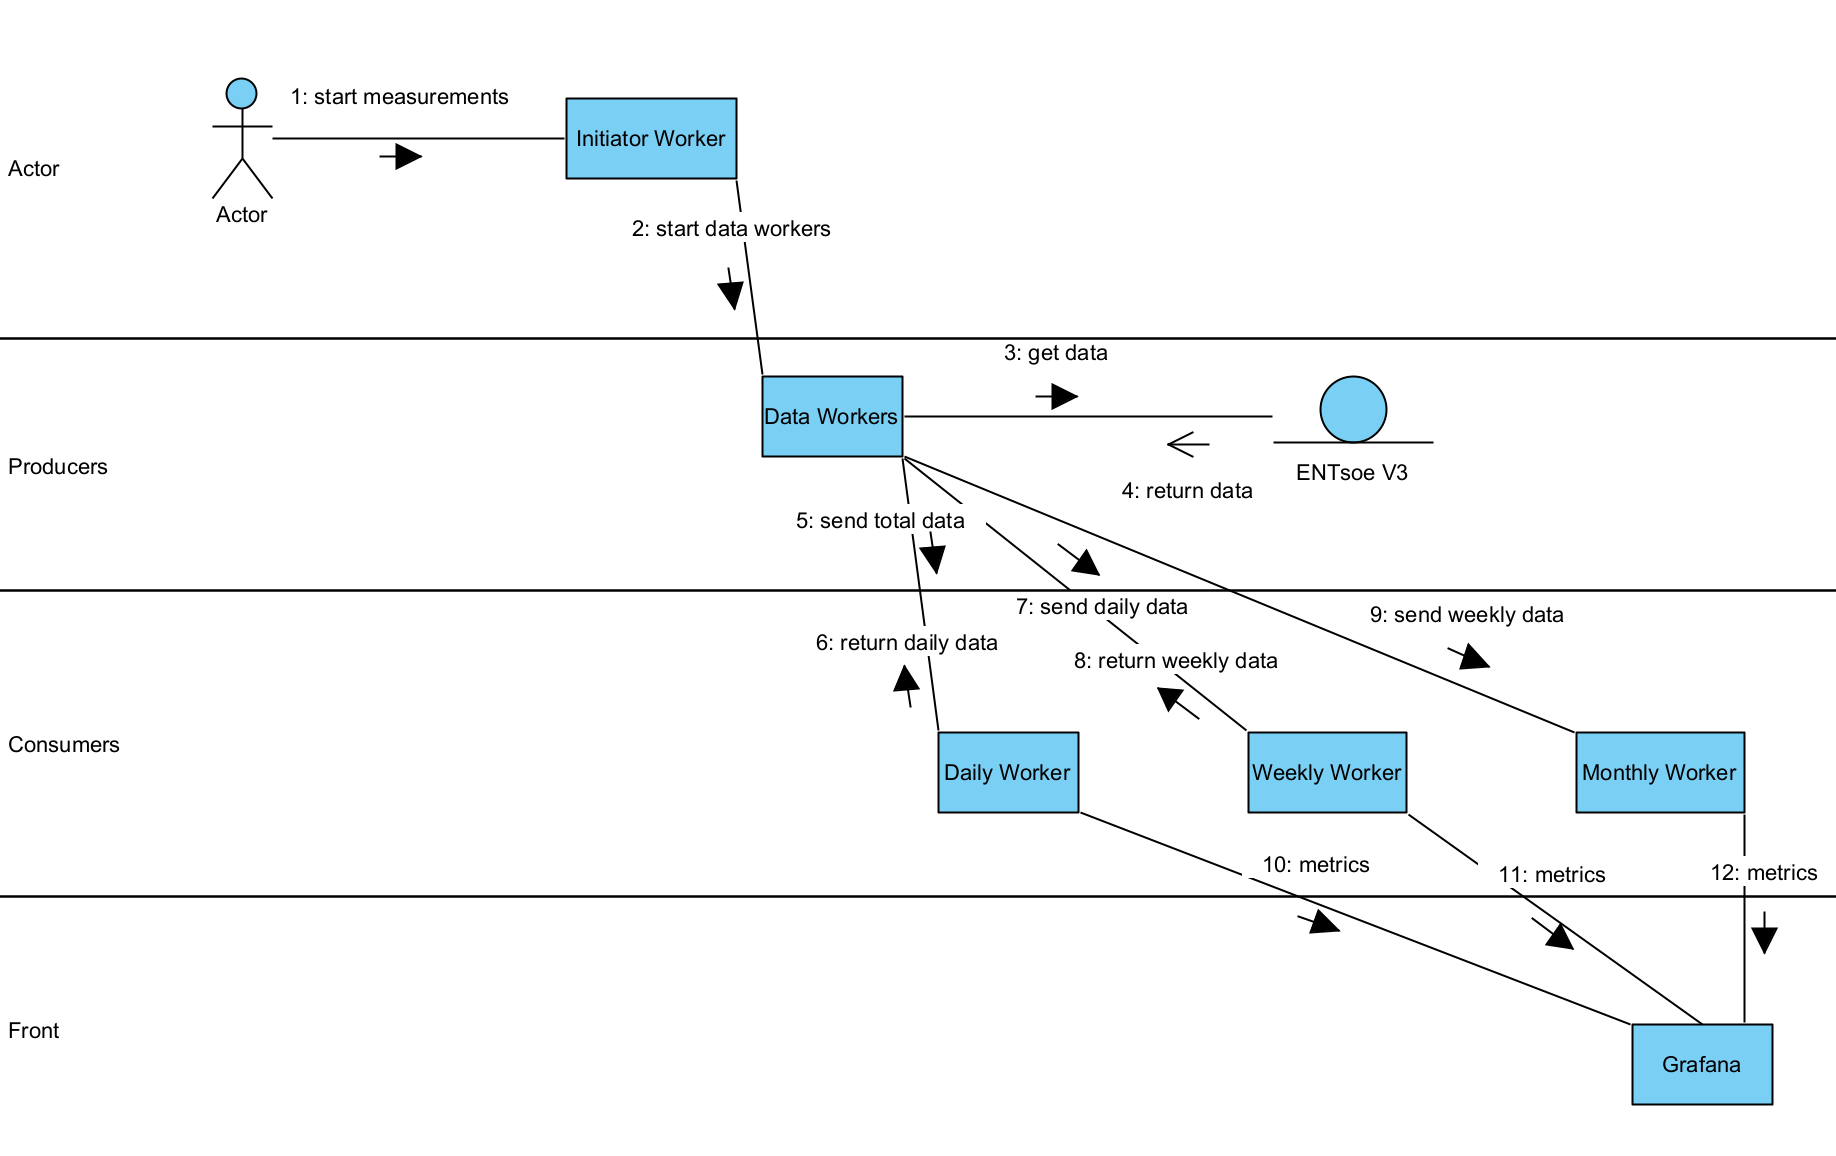 1: start measurements
Initiator Worker
Actor
Actor
2: start data workers
3: get data
Data Workers
Producers
ENTsoe V3
4: return data
5: send total data
7: send daily data
9: send weekly data
6: return daily data
8: return weekly data
Consumers
Daily Worker
Weekly Worker
Monthly Worker
10: metrics
11: metrics
12: metrics
Front
Grafana